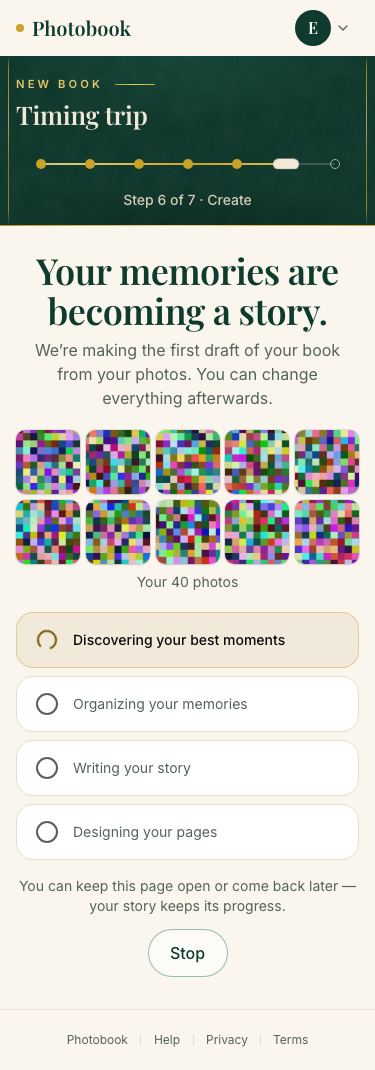 Photobook
E
NEW BOOK
Timing trip
Step 6 of 7 · Create
Your memories are
becoming a story.
We’re making the first draft of your book
from your photos. You can change
everything afterwards.
Your 40 photos
Discovering your best moments
Organizing your memories
Writing your story
Designing your pages
You can keep this page open or come back later —
your story keeps its progress.
Stop
Photobook
Help
Privacy
Terms